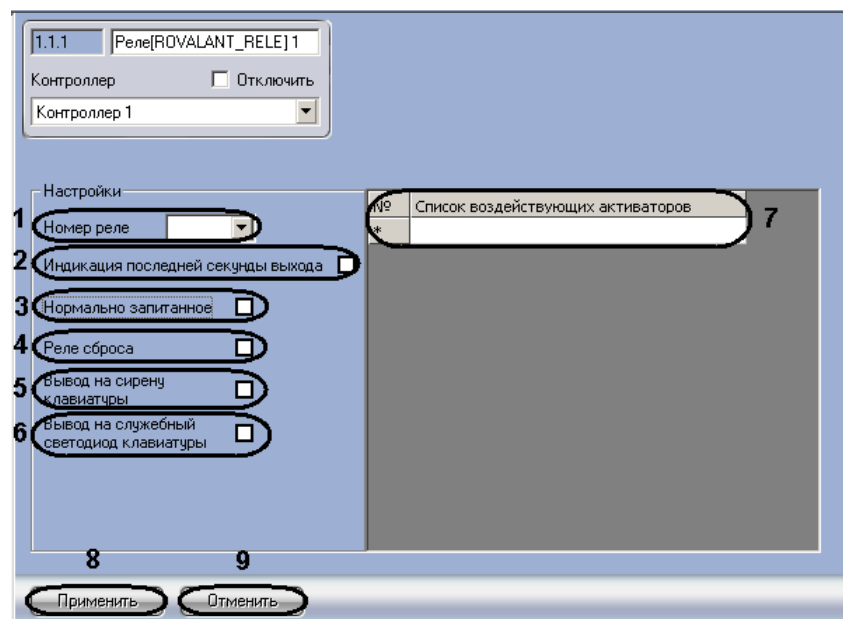 1.1.1 Реле[ROVALANT_RELE] 1
Контроллер Отключить
Контроллер 1
Настройки
1 Номер реле
№ Список воздействующих активаторов 7
*
2 Индикация последней секунды выхода
3 Нормально запитанное
4 Реле сброса
5 Вывод на сирену
клавиатуры
6 Вывод на служебный
светодиод клавиатуры
8 9
Применить Отменить